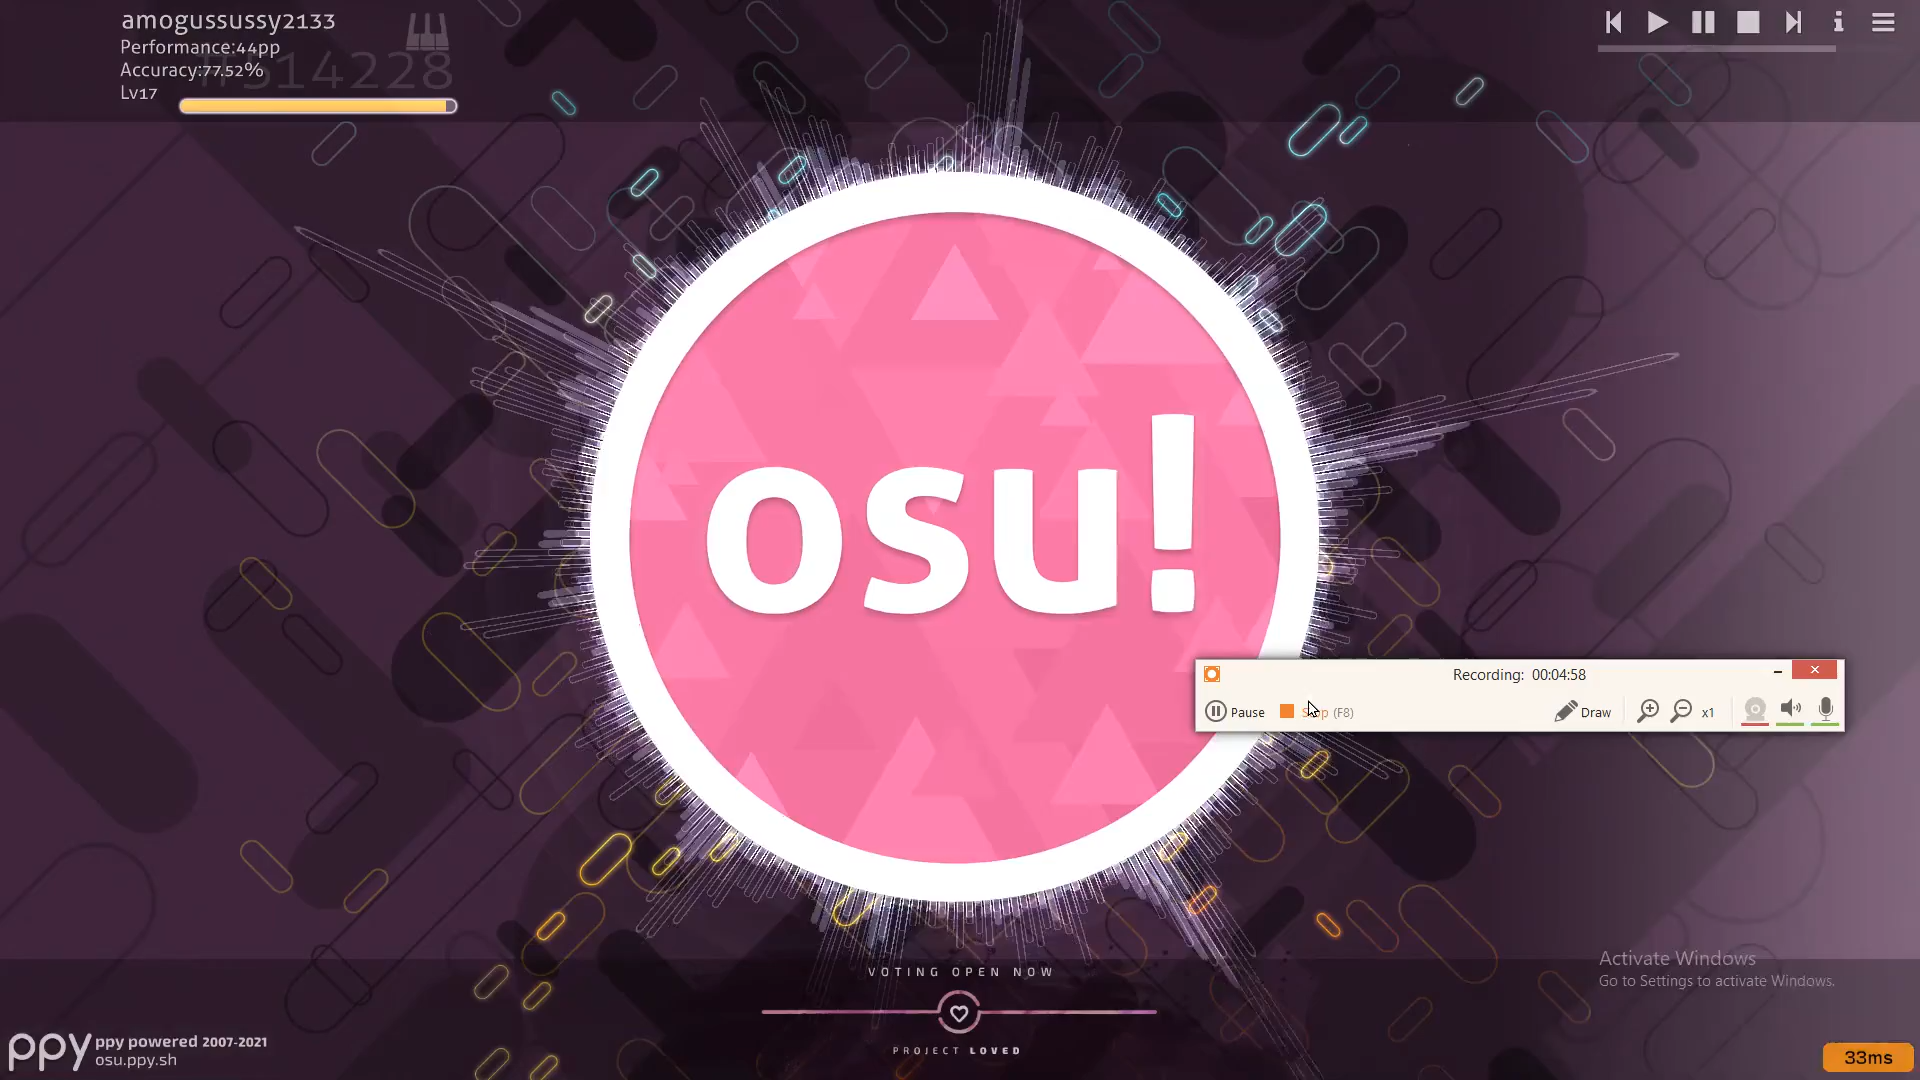 amogussussy2133
Performance:44pp
Accuracy:77.52%
#514228
Lv17
osu!
Recording: 00:04:58
Pause
Stop (F8)
Draw
x1
VOTING OPEN NOW
PROJECT LOVED
Activate Windows
Go to Settings to activate Windows.
ppy
ppy powered 2007-2021
osu.ppy.sh
33ms